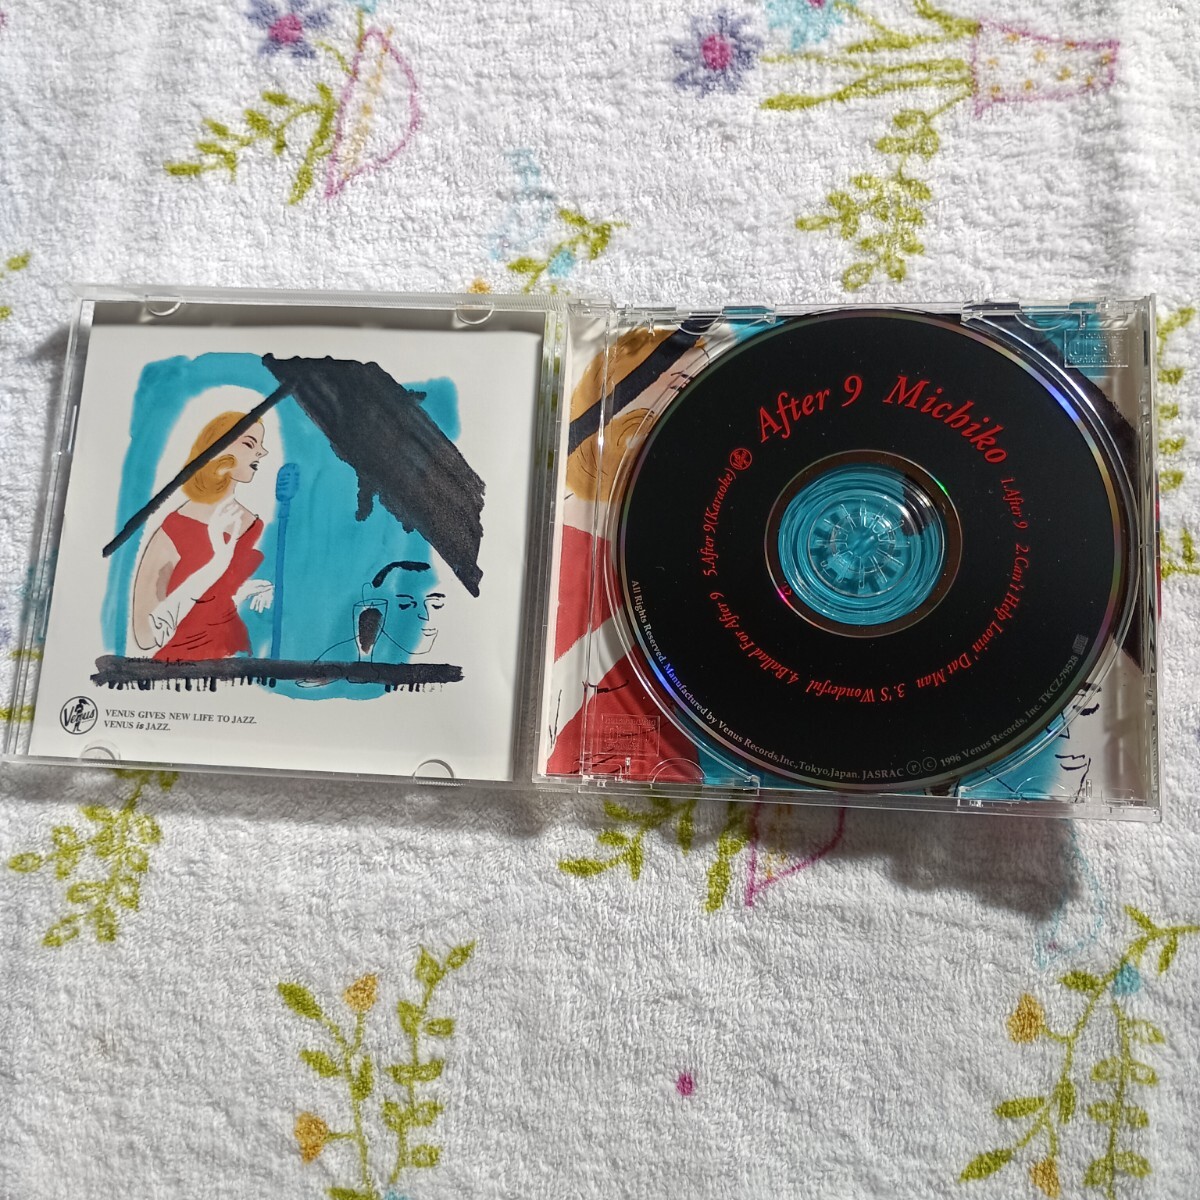 Venus
VENUS GIVES NEW LIFE TO JAZZ.
VENUS is JAZZ.
After 9 Michiko
1.After 9 2.Can't Help Lovin' Dat Man 3.'S Wonderful 4.Ballad For After 9 5.After 9(Karaoke)
All Rights Reserved. Manufactured by Venus Records,Inc.,Tokyo,Japan. JASRAC Ⓟ Ⓒ 1996 Venus Records, Inc. TKCZ-79528